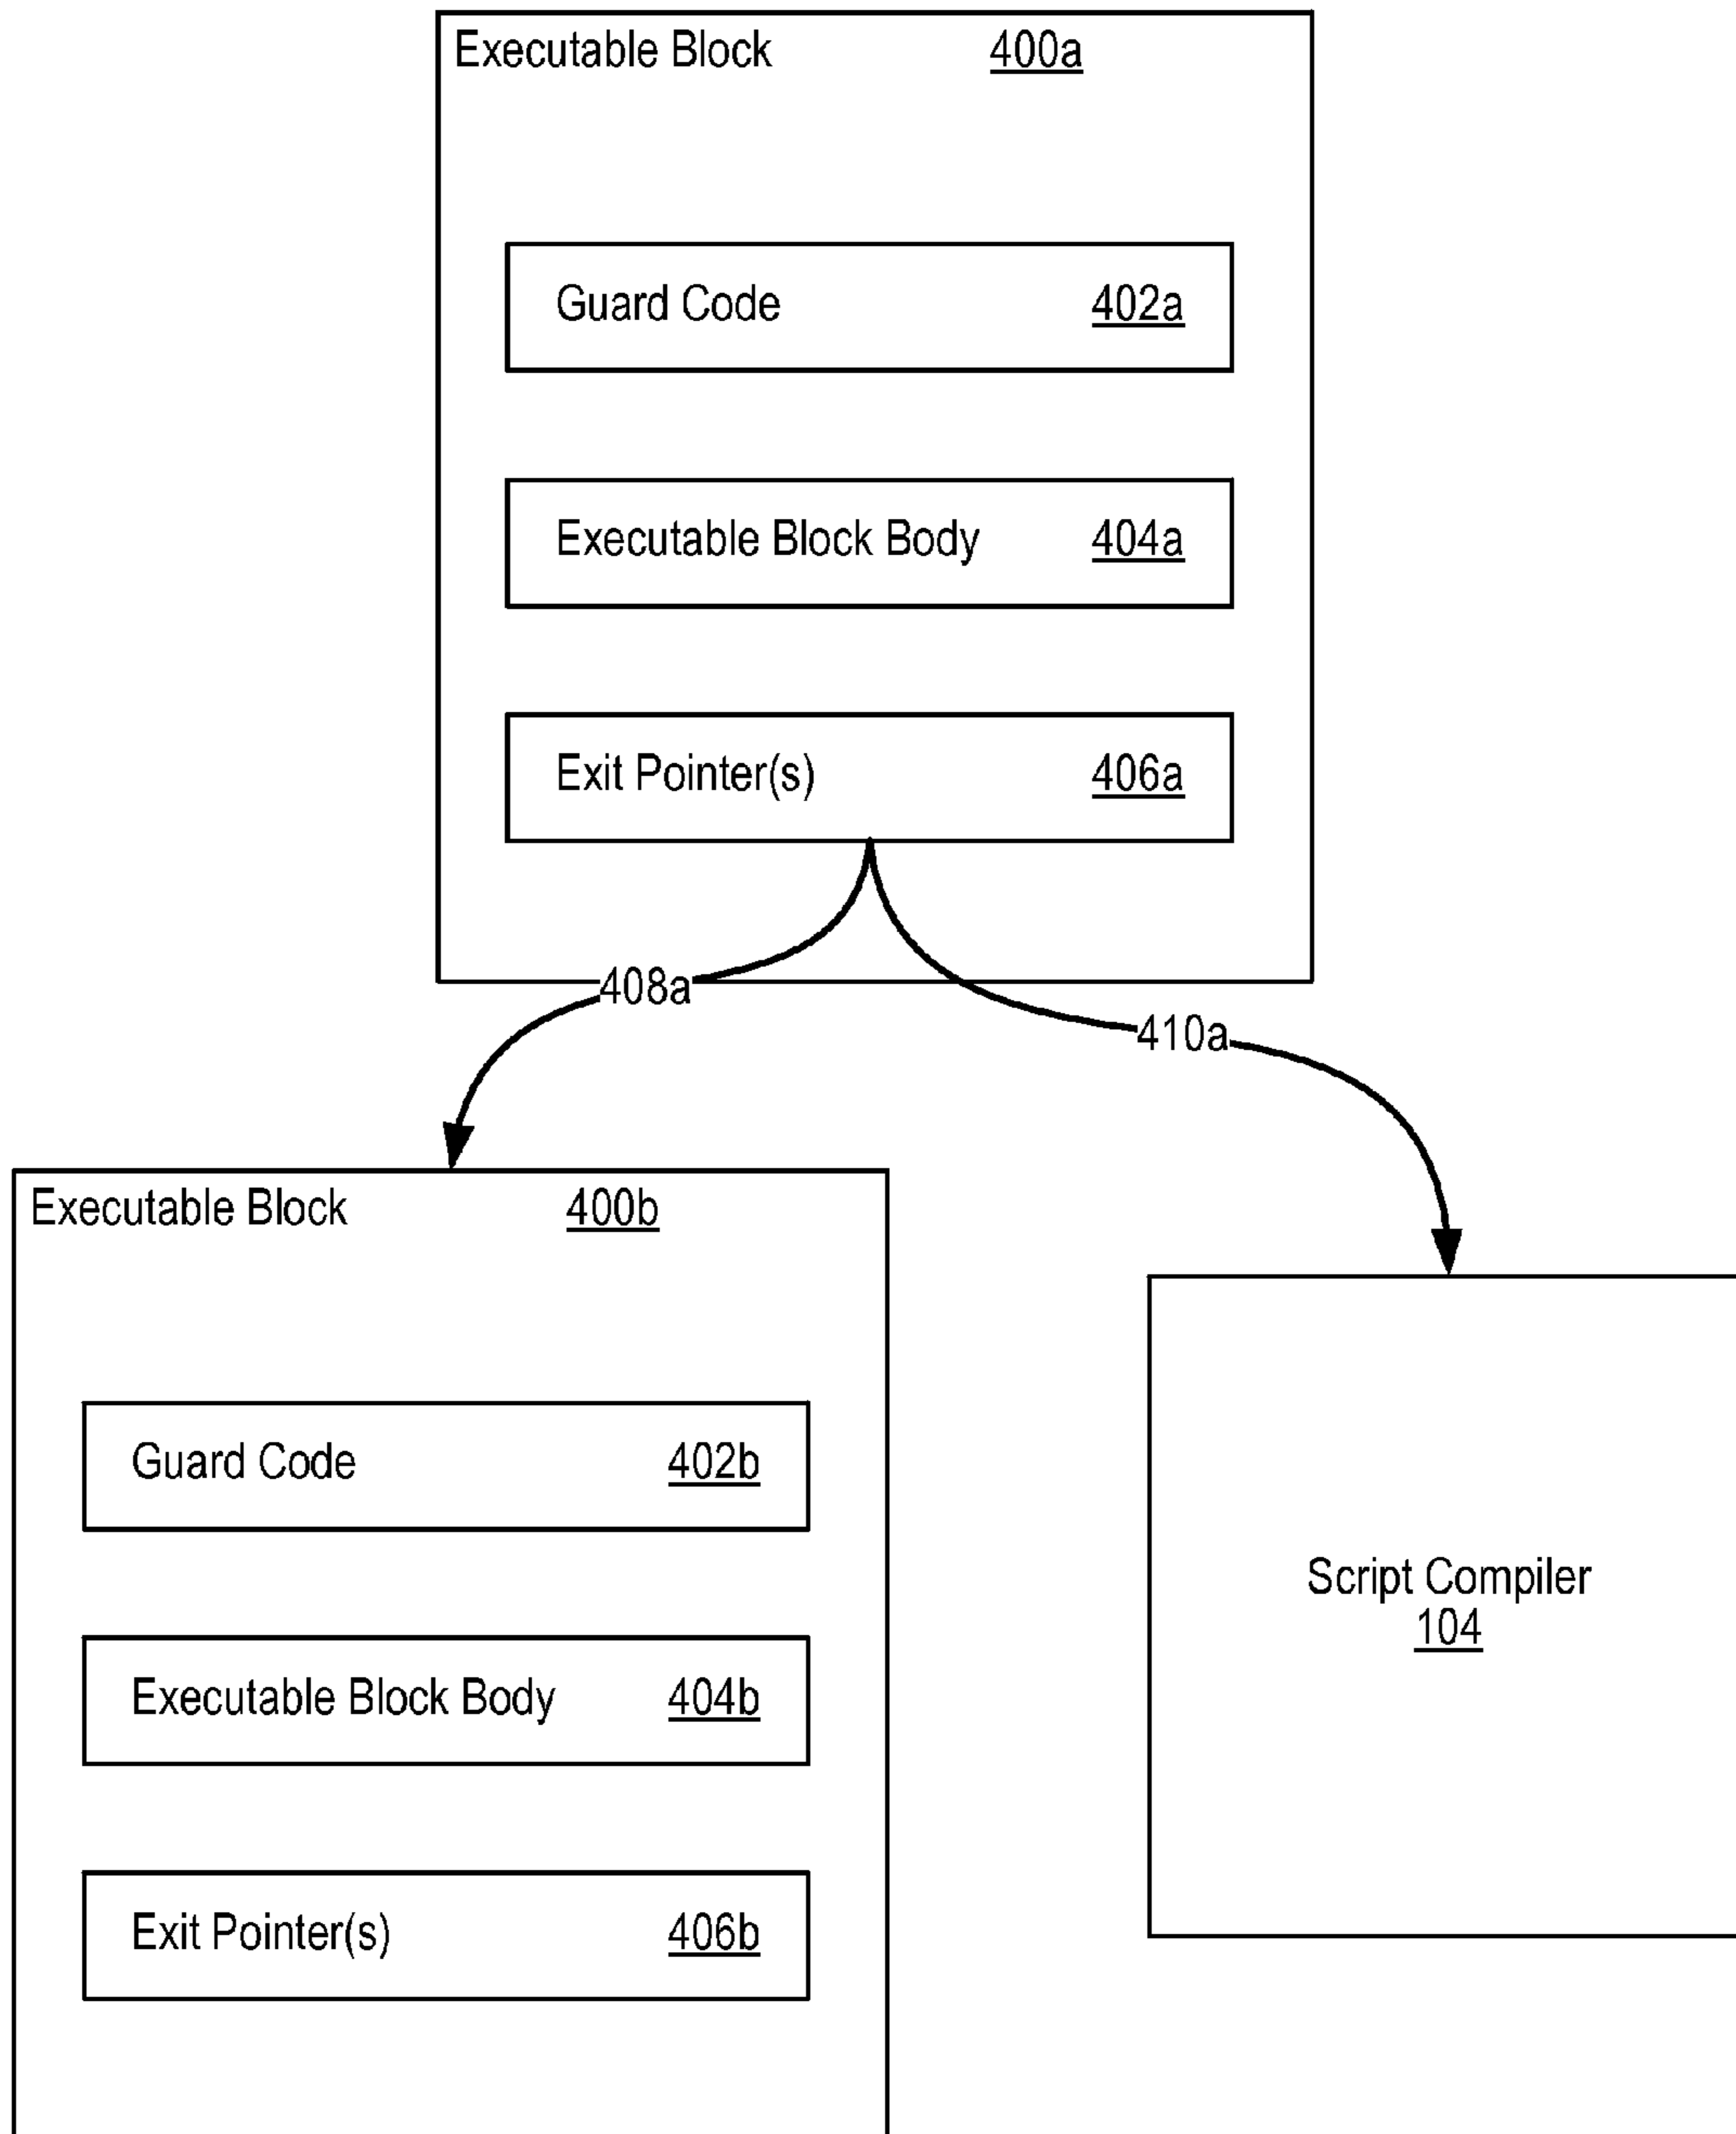 Executable Block 400a
Guard Code 402a
Executable Block Body 404a
Exit Pointer(s) 406a
408a
410a
Executable Block 400b
Guard Code 402b
Executable Block Body 404b
Exit Pointer(s) 406b
Script Compiler
104